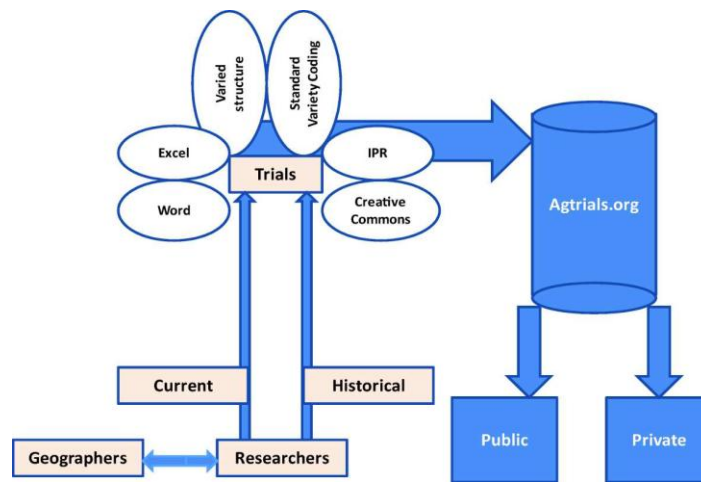 Varied
structure
Standard
Variety Coding
Excel
IPR
Trials
Word
Creative
Commons
Agtrials.org
Current
Historical
Public
Private
Geographers
Researchers